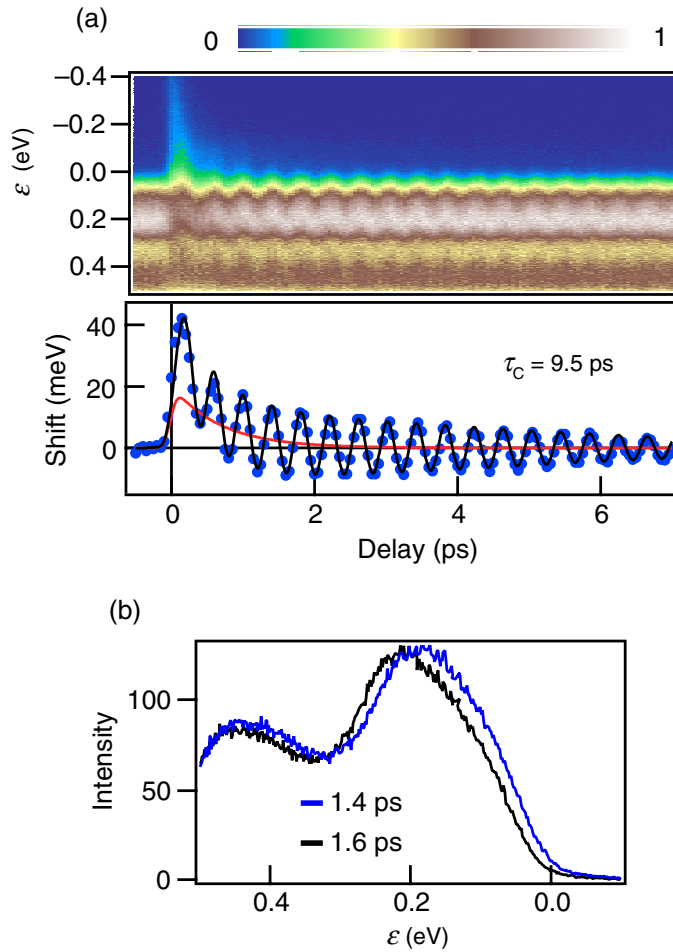 (a)
0 1
−0.4
−0.2
0.0
0.2
0.4
ε (eV)
40
20
0
Shift (meV)
τC = 9.5 ps
0 2 4 6
Delay (ps)
(b)
100
50
0
Intensity
1.4 ps
1.6 ps
0.4 0.2 0.0
ε (eV)